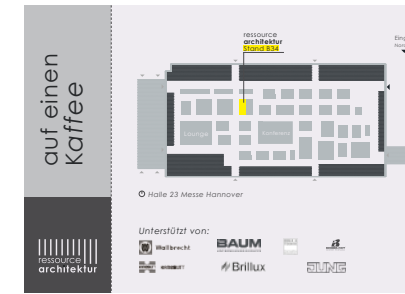 auf einen
Kaffee
ressource
architektur
ressource
architektur
Stand B34
Lounge
Halle 23 Messe Hannover
Unterstützt von:
Wallbrecht
BAUM
Brillux
JUNG